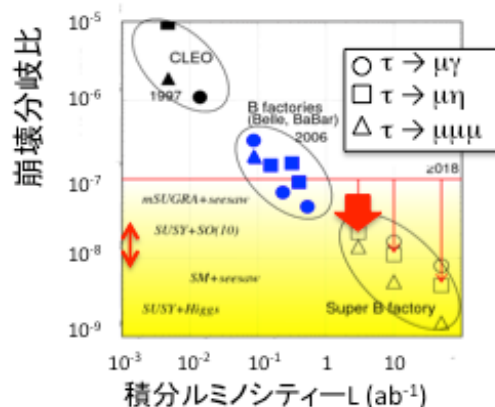 崩壊分岐比
10⁻⁵
10⁻⁶
10⁻⁷
10⁻⁸
10⁻⁹
CLEO
1997
B factories
(Belle, BaBar)
2006
τ → μγ
τ → μη
τ → μμμ
2018
mSUGRA+seesaw
SUSY+SO(10)
SM+seesaw
SUSY+Higgs
Super B factory
10⁻³
10⁻²
10⁻¹
1
10
積分ルミノシティーL (ab⁻¹)